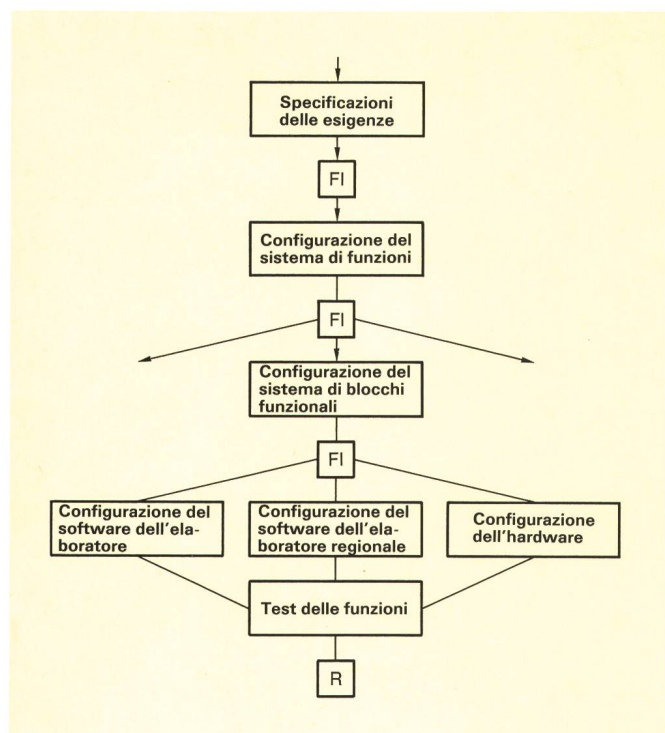 Specificazioni
delle esigenze
FI
Configurazione del
sistema di funzioni
FI
Configurazione del
sistema di blocchi
funzionali
FI
Configurazione del
software dell'ela-
boratore
Configurazione del
software dell'ela-
boratore regionale
Configurazione
dell'hardware
Test delle funzioni
R